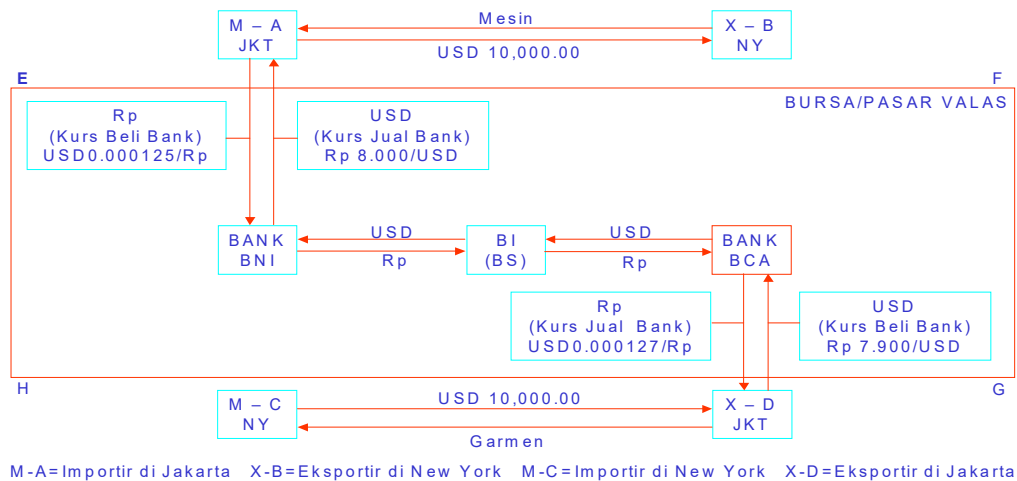 M – A
JKT
Mesin
USD 10,000.00
X – B
NY
E
F
BURSA/PASAR VALAS
Rp
(Kurs Beli Bank)
USD0.000125/Rp
USD
(Kurs Jual Bank)
Rp 8.000/USD
BANK
BNI
USD
Rp
BI
(BS)
USD
Rp
BANK
BCA
Rp
(Kurs Jual Bank)
USD0.000127/Rp
USD
(Kurs Beli Bank)
Rp 7.900/USD
H
G
M – C
NY
USD 10,000.00
Garmen
X – D
JKT
M-A=Importir di Jakarta X-B=Eksportir di New York M-C=Importir di New York X-D=Eksportir di Jakarta